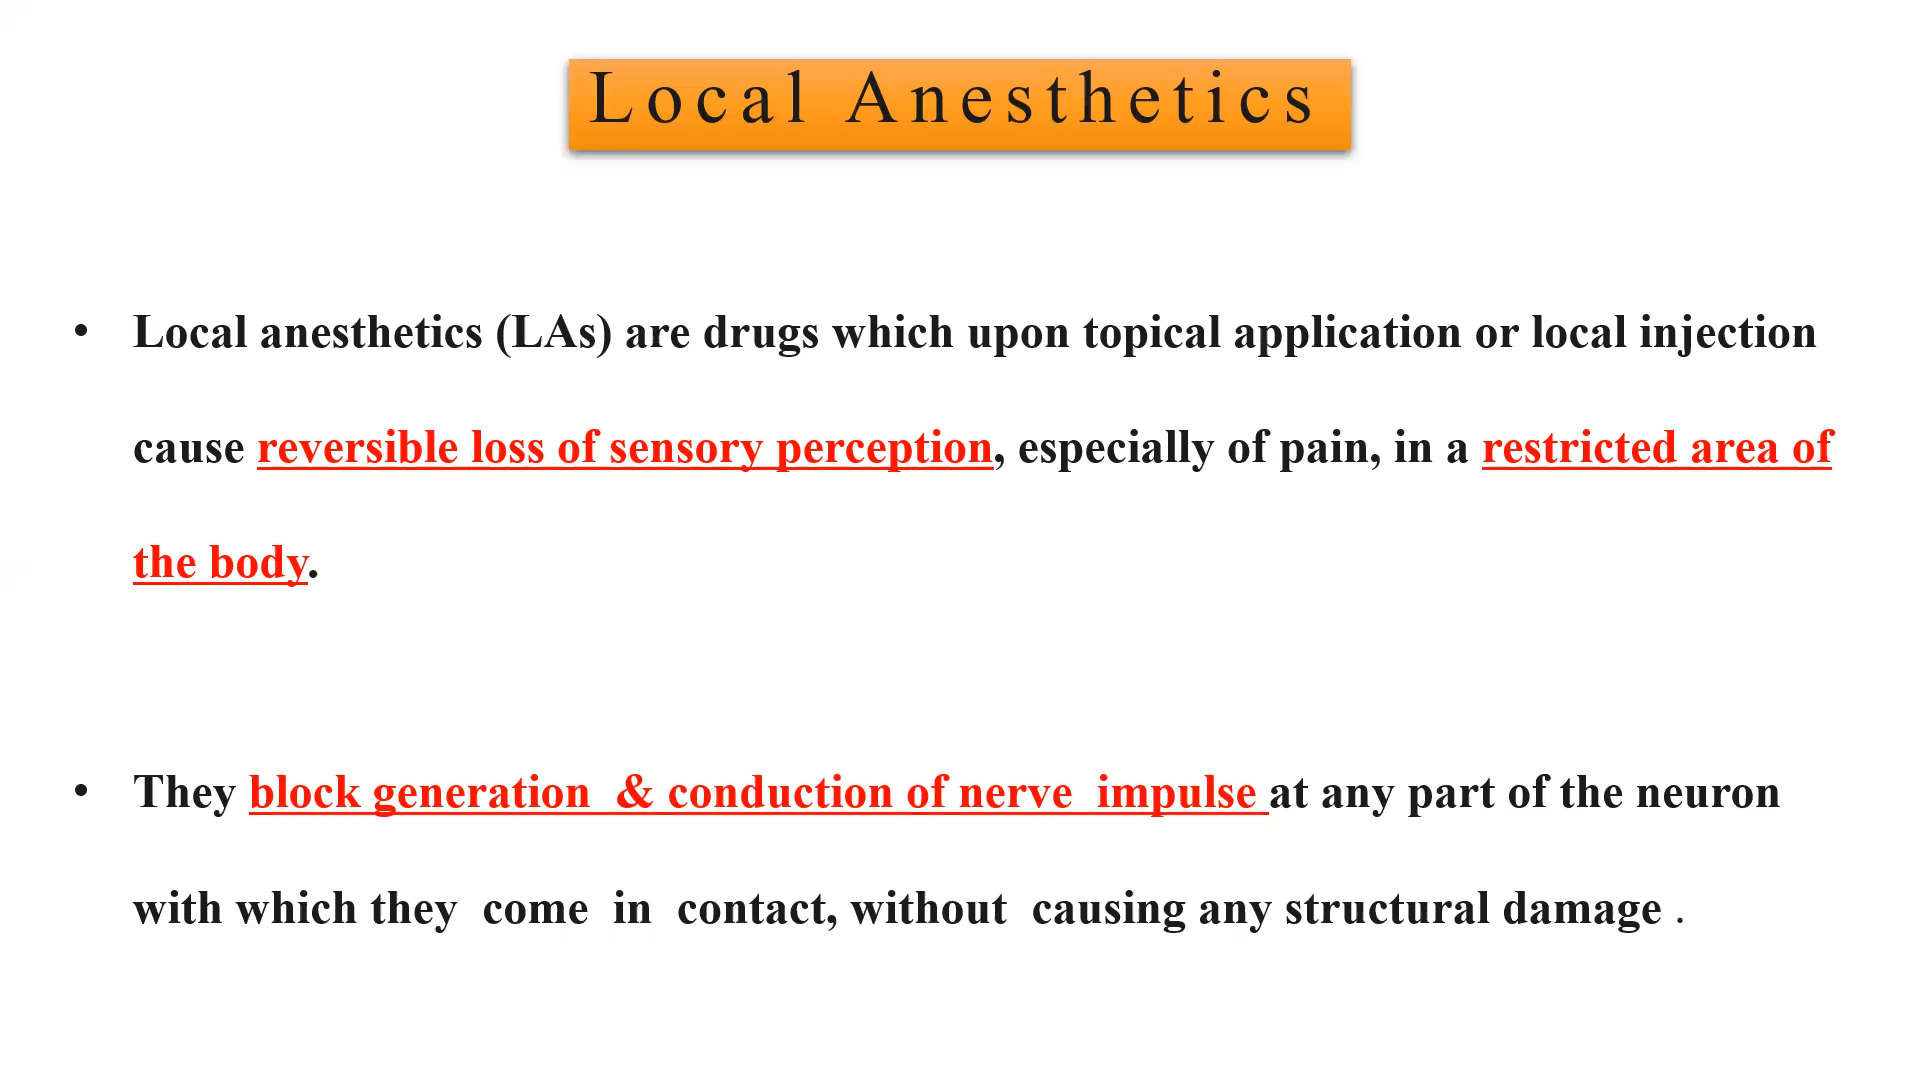 Local Anesthetics
• Local anesthetics (LAs) are drugs which upon topical application or local injection
cause reversible loss of sensory perception, especially of pain, in a restricted area of
the body.
• They block generation & conduction of nerve impulse at any part of the neuron
with which they come in contact, without causing any structural damage .